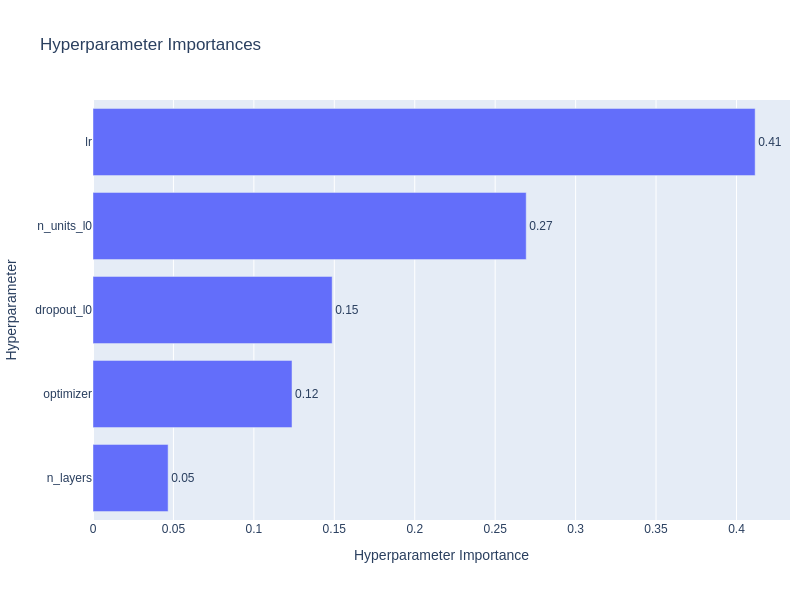 Hyperparameter Importances
Hyperparameter
lr
0.41
n_units_l0
0.27
dropout_l0
0.15
optimizer
0.12
n_layers
0.05
0 0.05 0.1 0.15 0.2 0.25 0.3 0.35 0.4
Hyperparameter Importance